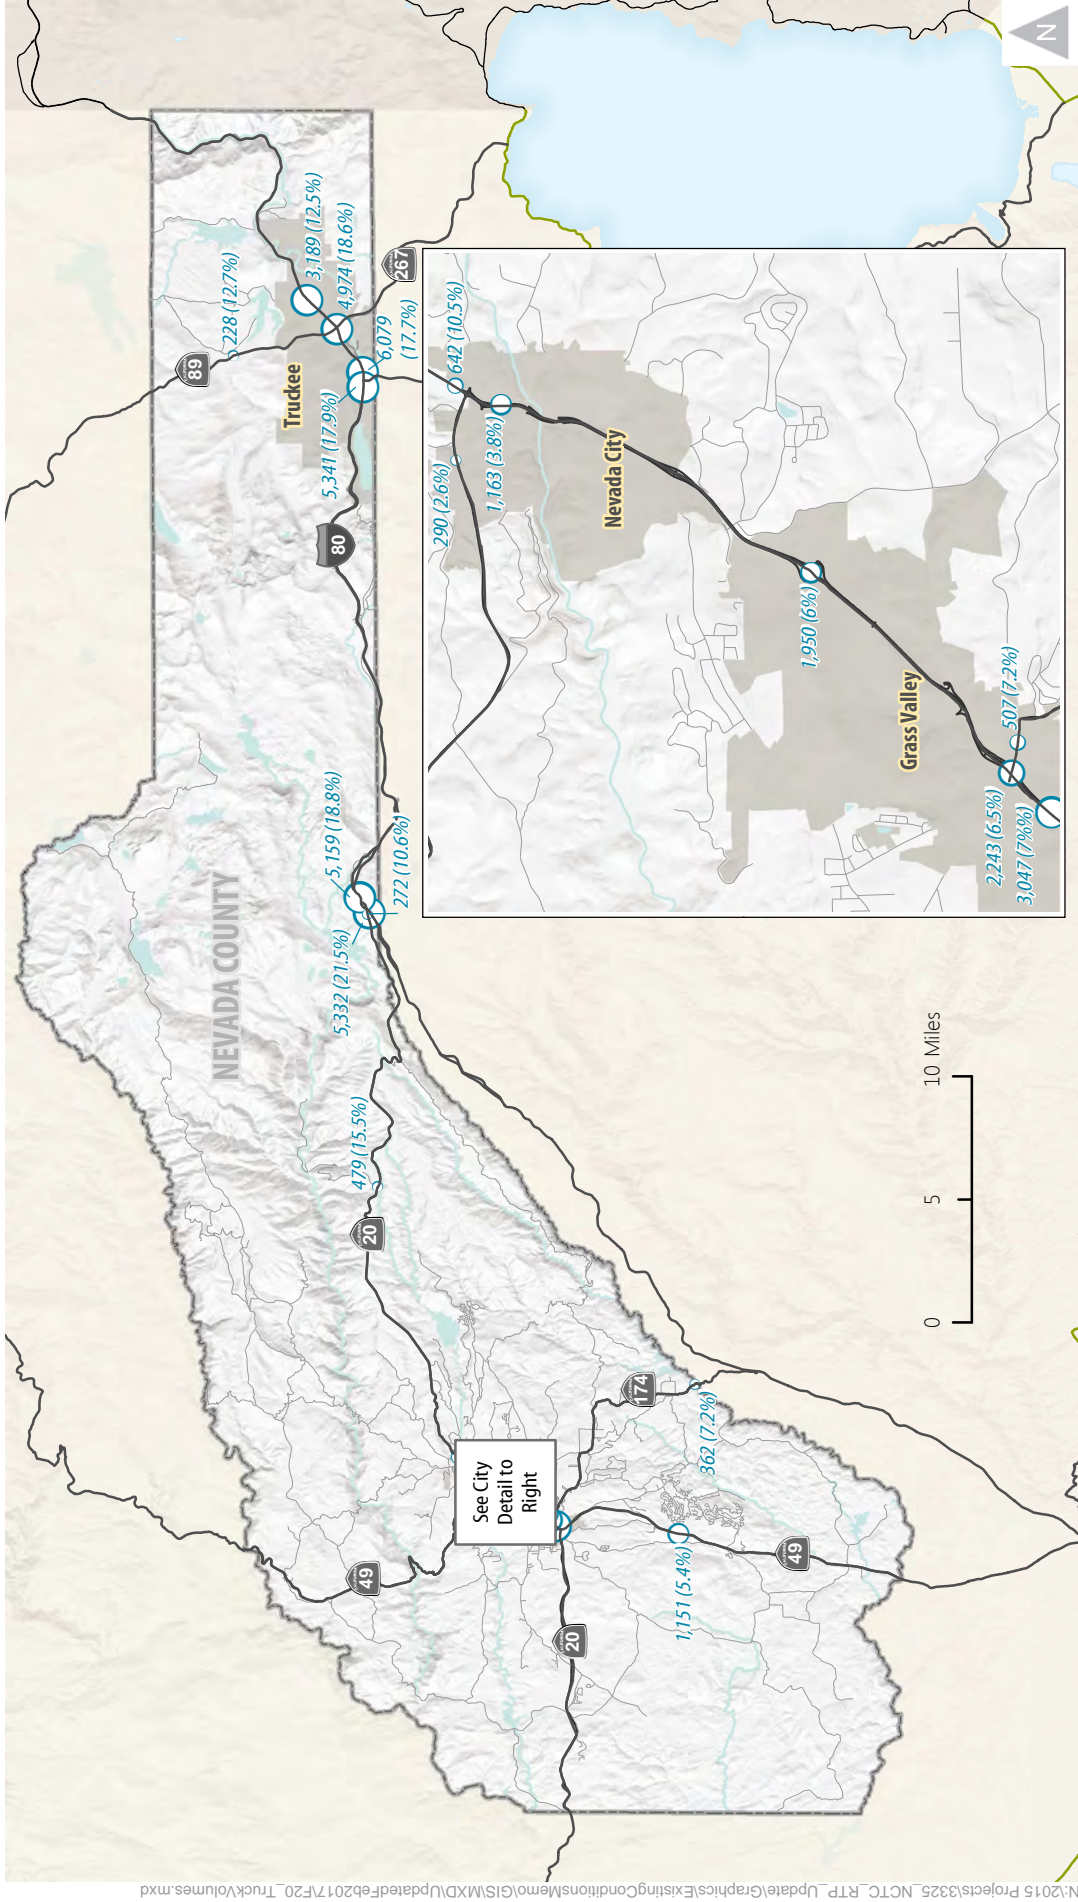 N
NEVADA COUNTY
Truckee
228 (12.7%)
3,189 (12.5%)
4,974 (18.6%)
6,079
(17.7%)
5,341 (17.9%)
5,159 (18.8%)
272 (10.6%)
5,332 (21.5%)
479 (15.5%)
362 (7.2%)
1,151 (5.4%)
89
267
80
20
174
49
49
20
See City
Detail to
Right
Nevada City
Grass Valley
642 (10.5%)
290 (2.6%)
1,163 (3.8%)
1,950 (6%)
507 (7.2%)
2,243 (6.5%)
3,047 (7%%)
0
5
10 Miles
N:\2015 Projects\3325_NCTC_RTP_Update\Graphics\ExistingConditionsMemo\GIS\MXD\UpdatedFeb2017\F20_TruckVolumes.mxd